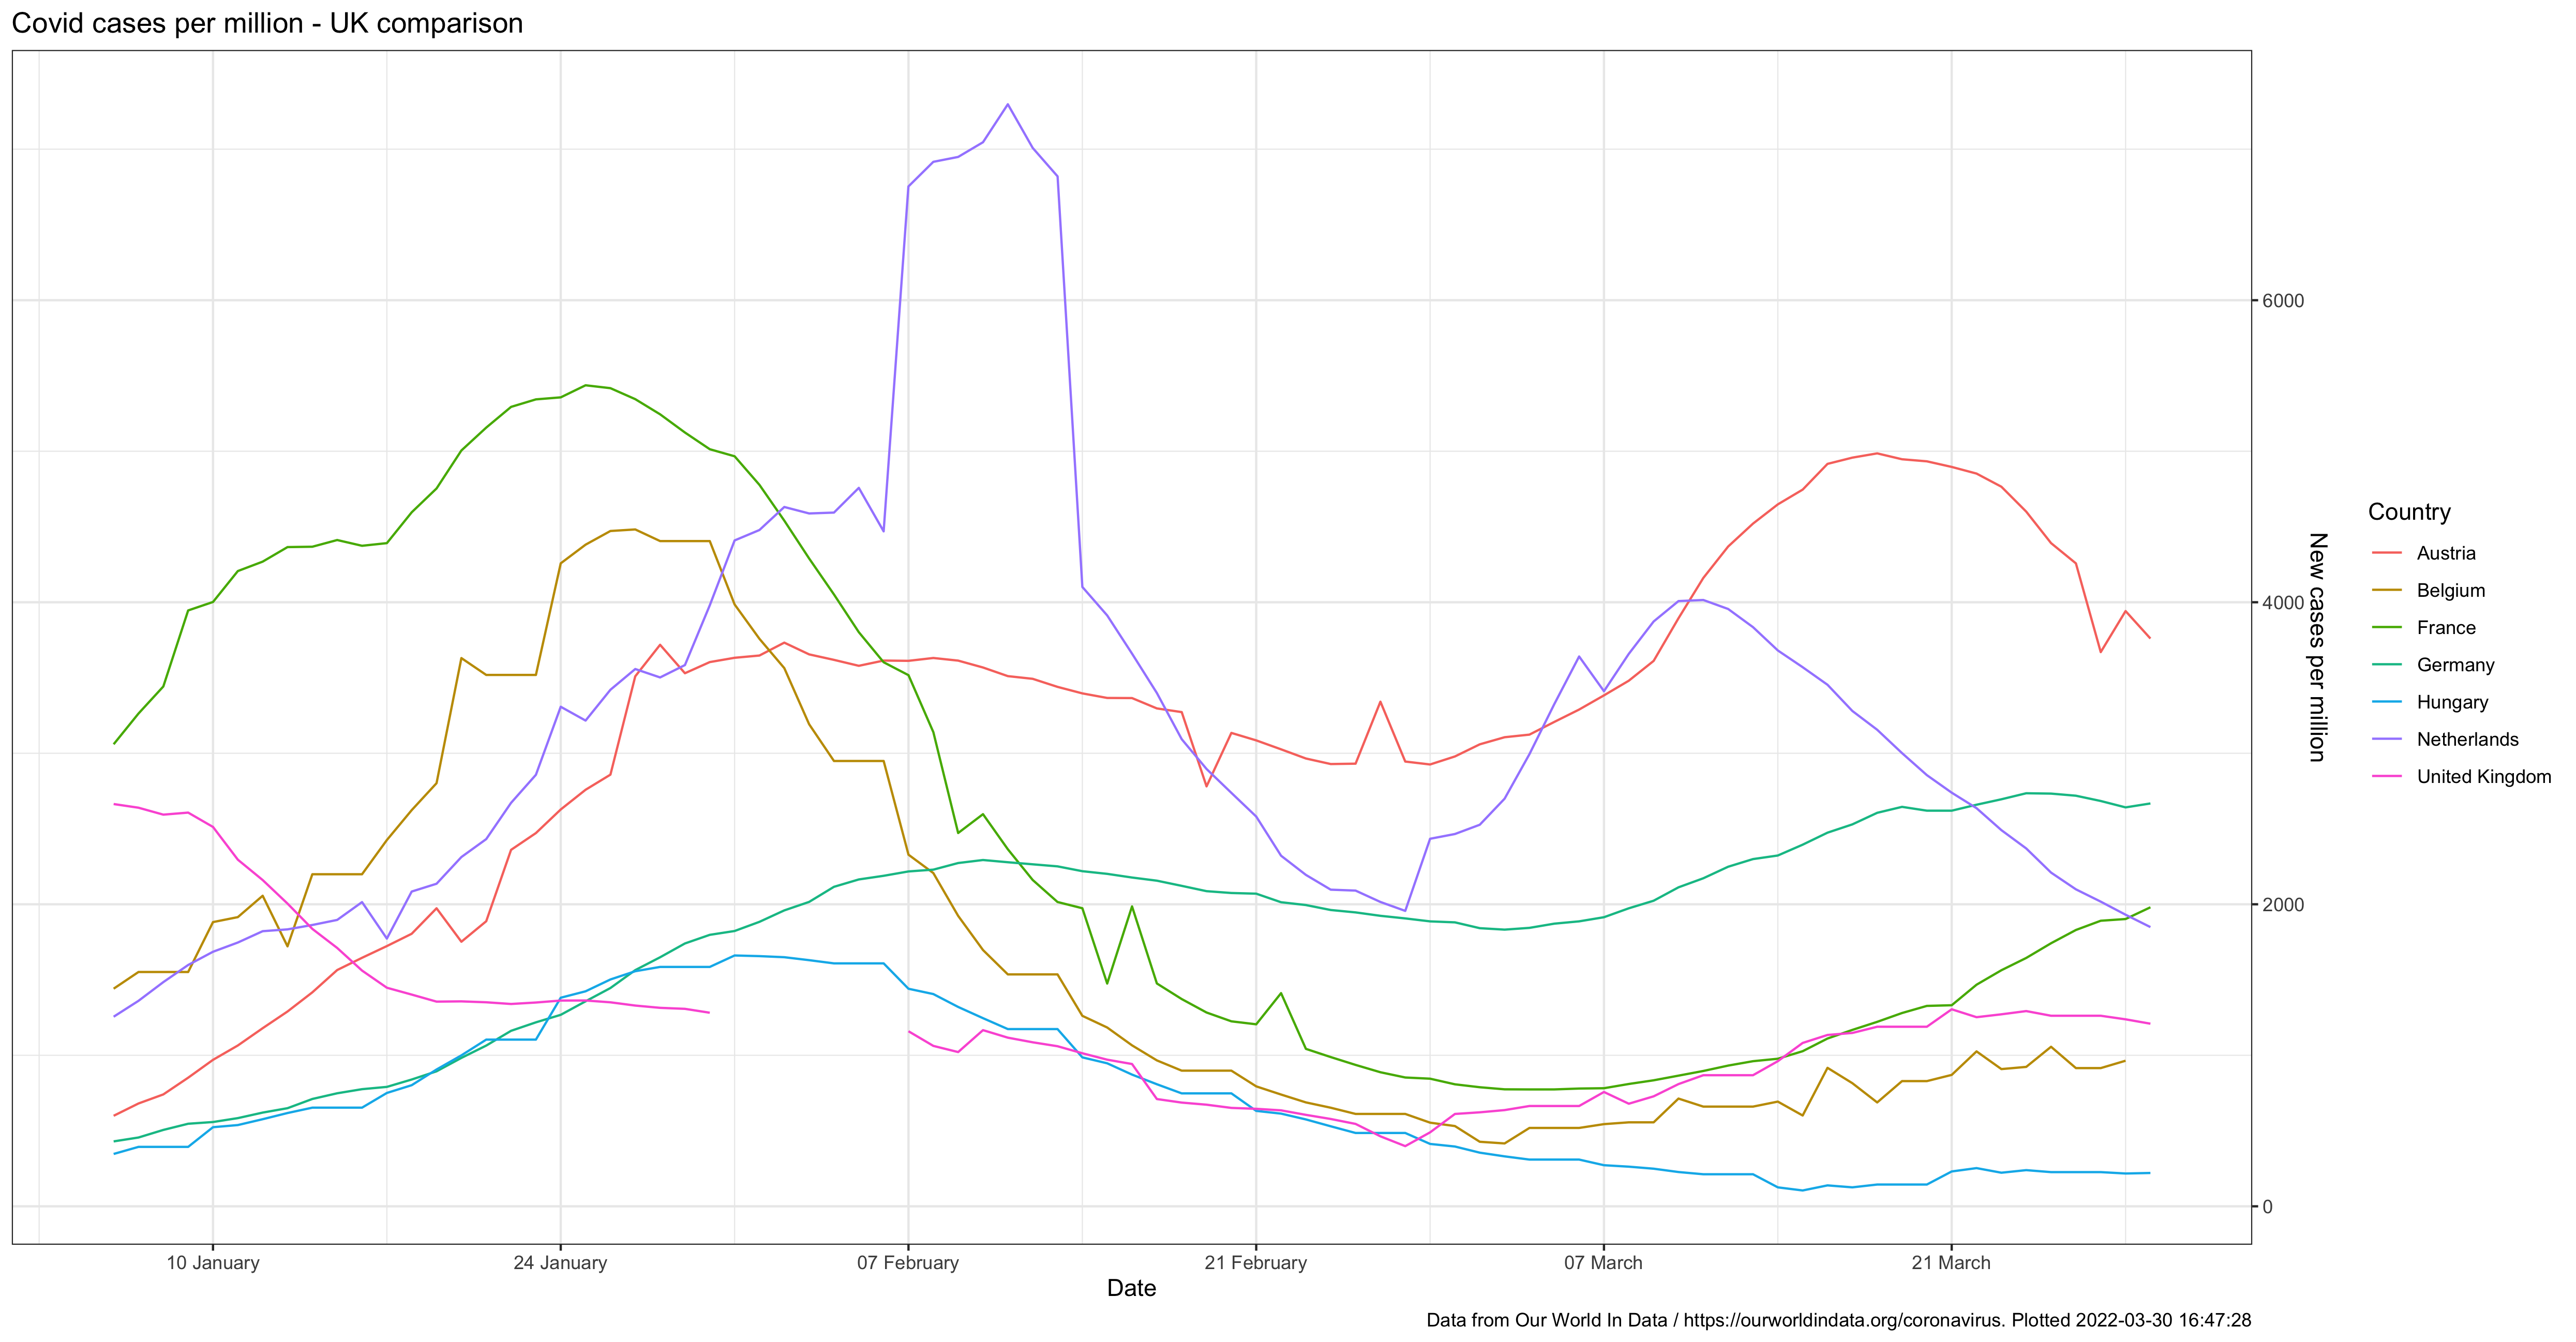 Covid cases per million - UK comparison
6000
4000
2000
0
New cases per million
10 January
24 January
07 February
21 February
07 March
21 March
Date
Country
Austria
Belgium
France
Germany
Hungary
Netherlands
United Kingdom
Data from Our World In Data / https://ourworldindata.org/coronavirus. Plotted 2022-03-30 16:47:28